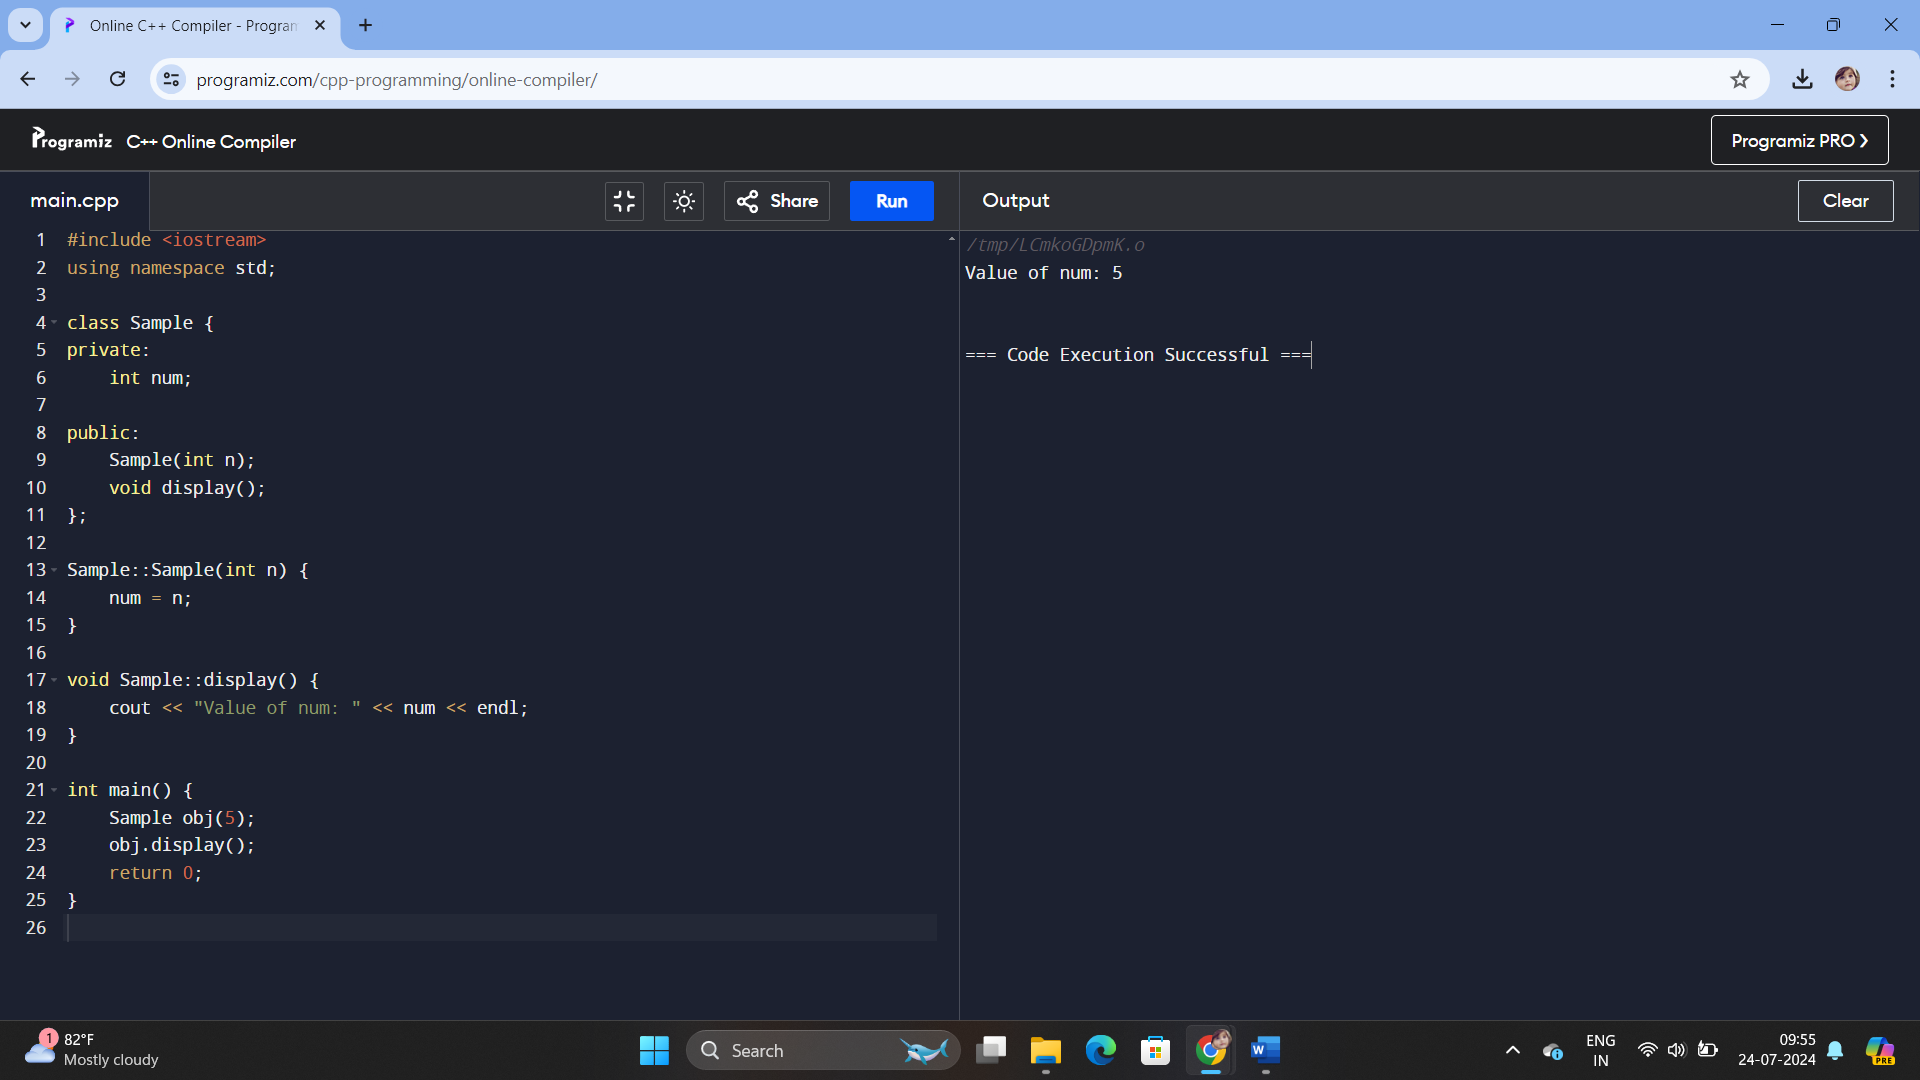 Online C++ Compiler - Program
programiz.com/cpp-programming/online-compiler/
Programiz C++ Online Compiler
Programiz PRO
main.cpp
Share
Run
Output
Clear
1 #include <iostream>
2 using namespace std;
3
4 class Sample {
5 private:
6     int num;
7
8 public:
9     Sample(int n);
10     void display();
11 };
12
13 Sample::Sample(int n) {
14     num = n;
15 }
16
17 void Sample::display() {
18     cout << "Value of num: " << num << endl;
19 }
20
21 int main() {
22     Sample obj(5);
23     obj.display();
24     return 0;
25 }
26
/tmp/LCmkoGDpmK.o
Value of num: 5
=== Code Execution Successful ===
1
82°F
Mostly cloudy
Search
W
ENG
IN
09:55
24-07-2024
PRE